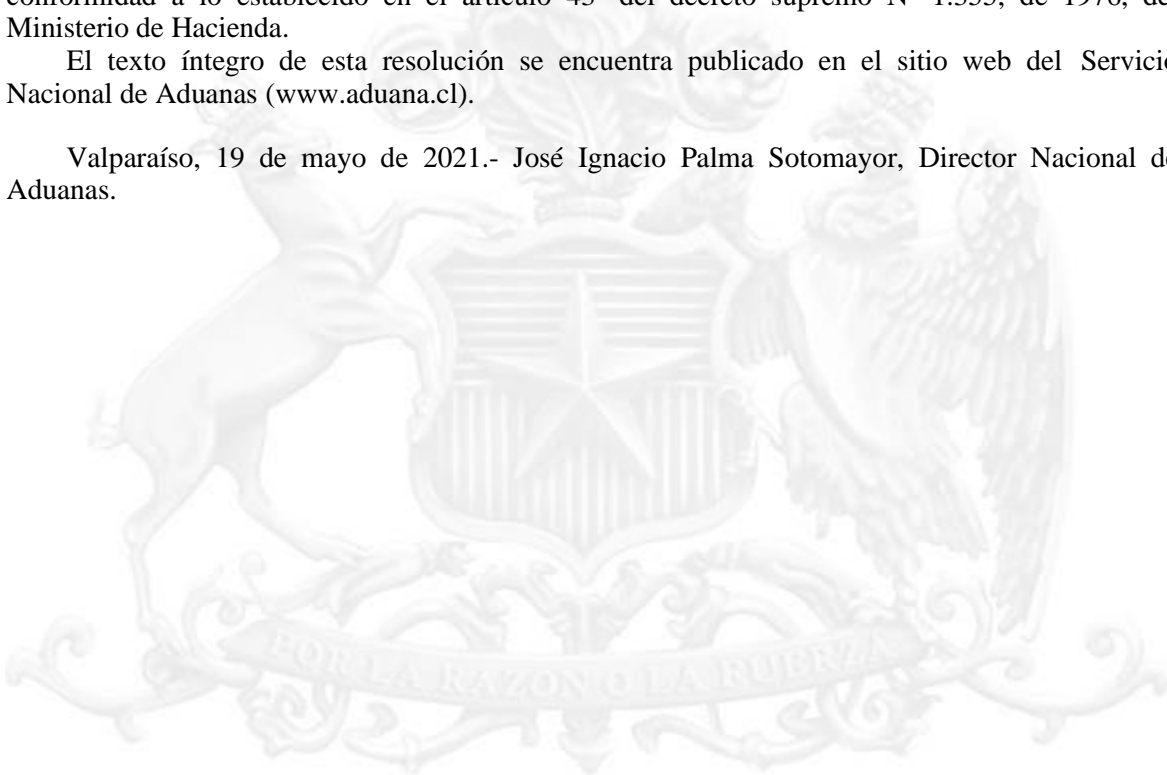 Ministerio de Hacienda.
El texto íntegro de esta resolución se encuentra publicado en el sitio web del Servicio
Nacional de Aduanas (www.aduana.cl).
Valparaíso, 19 de mayo de 2021.- José Ignacio Palma Sotomayor, Director Nacional de
Aduanas.
POR LA RAZON O LA FUERZA